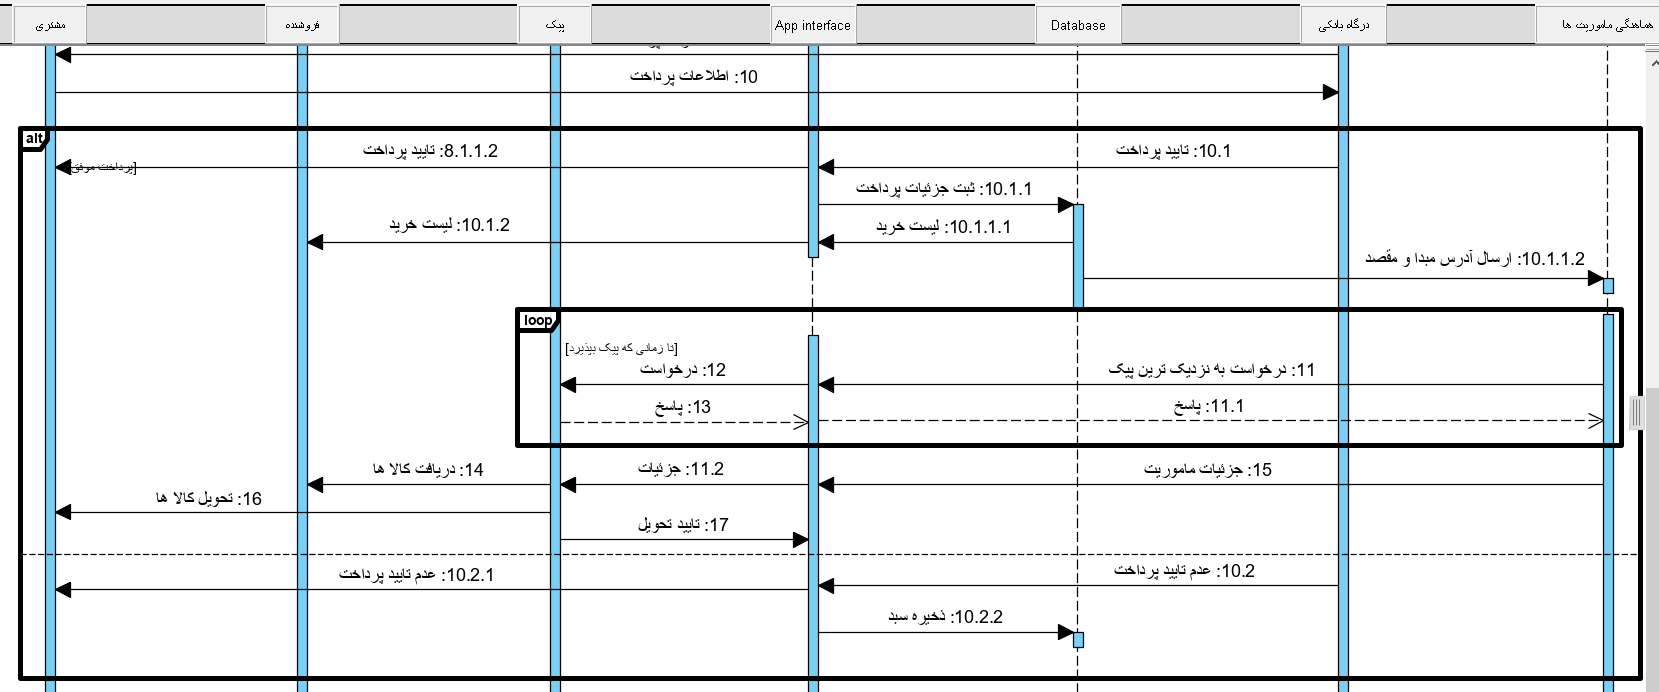 مشتری
فروشنده
پیک
App interface
Database
درگاه بانکی
هماهنگی ماموریت ها
10: اطلاعات پرداخت
alt
[پرداخت موفق]
8.1.1.2: تایید پرداخت
10.1: تایید پرداخت
10.1.1: ثبت جزئیات پرداخت
10.1.2: لیست خرید
10.1.1.1: لیست خرید
10.1.1.2: ارسال آدرس مبدا و مقصد
loop
[تا زمانی که پیک بپذیرد]
12: درخواست
11: درخواست به نزدیک ترین پیک
13: پاسخ
11.1: پاسخ
14: دریافت کالا ها
11.2: جزئیات
15: جزئیات ماموریت
16: تحویل کالا ها
17: تایید تحویل
10.2.1: عدم تایید پرداخت
10.2: عدم تایید پرداخت
10.2.2: ذخیره سبد